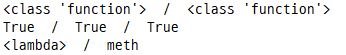 <class 'function'>  /  <class 'function'>
True  /  True  /  True
<lambda>  /  meth